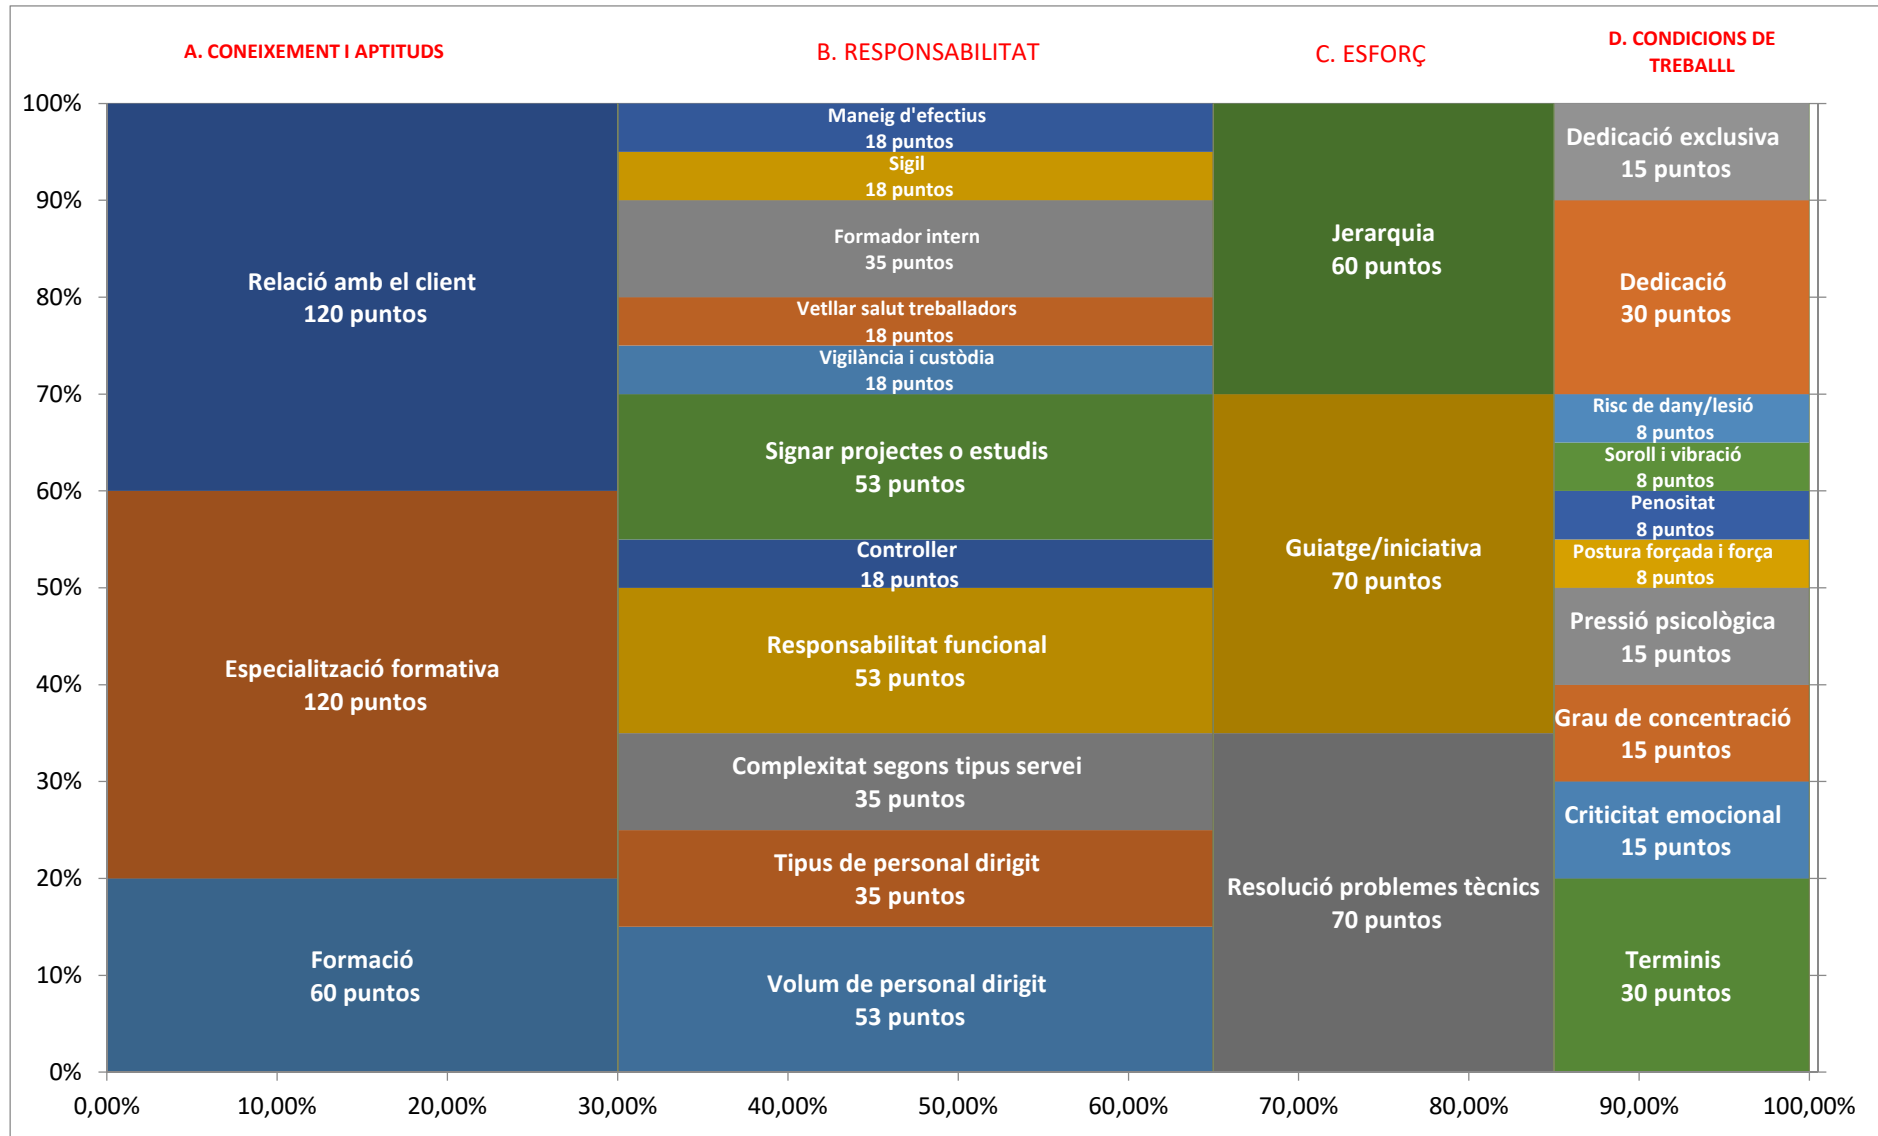 A. CONEIXEMENT I APTITUDS
B. RESPONSABILITAT
C. ESFORÇ
D. CONDICIONS DE
TREBALLL
100%
90%
80%
70%
60%
50%
40%
30%
20%
10%
0%
Relació amb el client
120 puntos
Especialització formativa
120 puntos
Formació
60 puntos
Maneig d'efectius
18 puntos
Sigil
18 puntos
Formador intern
35 puntos
Vetllar salut treballadors
18 puntos
Vigilància i custòdia
18 puntos
Signar projectes o estudis
53 puntos
Controller
18 puntos
Responsabilitat funcional
53 puntos
Complexitat segons tipus servei
35 puntos
Tipus de personal dirigit
35 puntos
Volum de personal dirigit
53 puntos
Jerarquia
60 puntos
Guiatge/iniciativa
70 puntos
Resolució problemes tècnics
70 puntos
Dedicació exclusiva
15 puntos
Dedicació
30 puntos
Risc de dany/lesió
8 puntos
Soroll i vibració
8 puntos
Penositat
8 puntos
Postura forçada i força
8 puntos
Pressió psicològica
15 puntos
Grau de concentració
15 puntos
Criticitat emocional
15 puntos
Terminis
30 puntos
0,00%
10,00%
20,00%
30,00%
40,00%
50,00%
60,00%
70,00%
80,00%
90,00%
100,00%